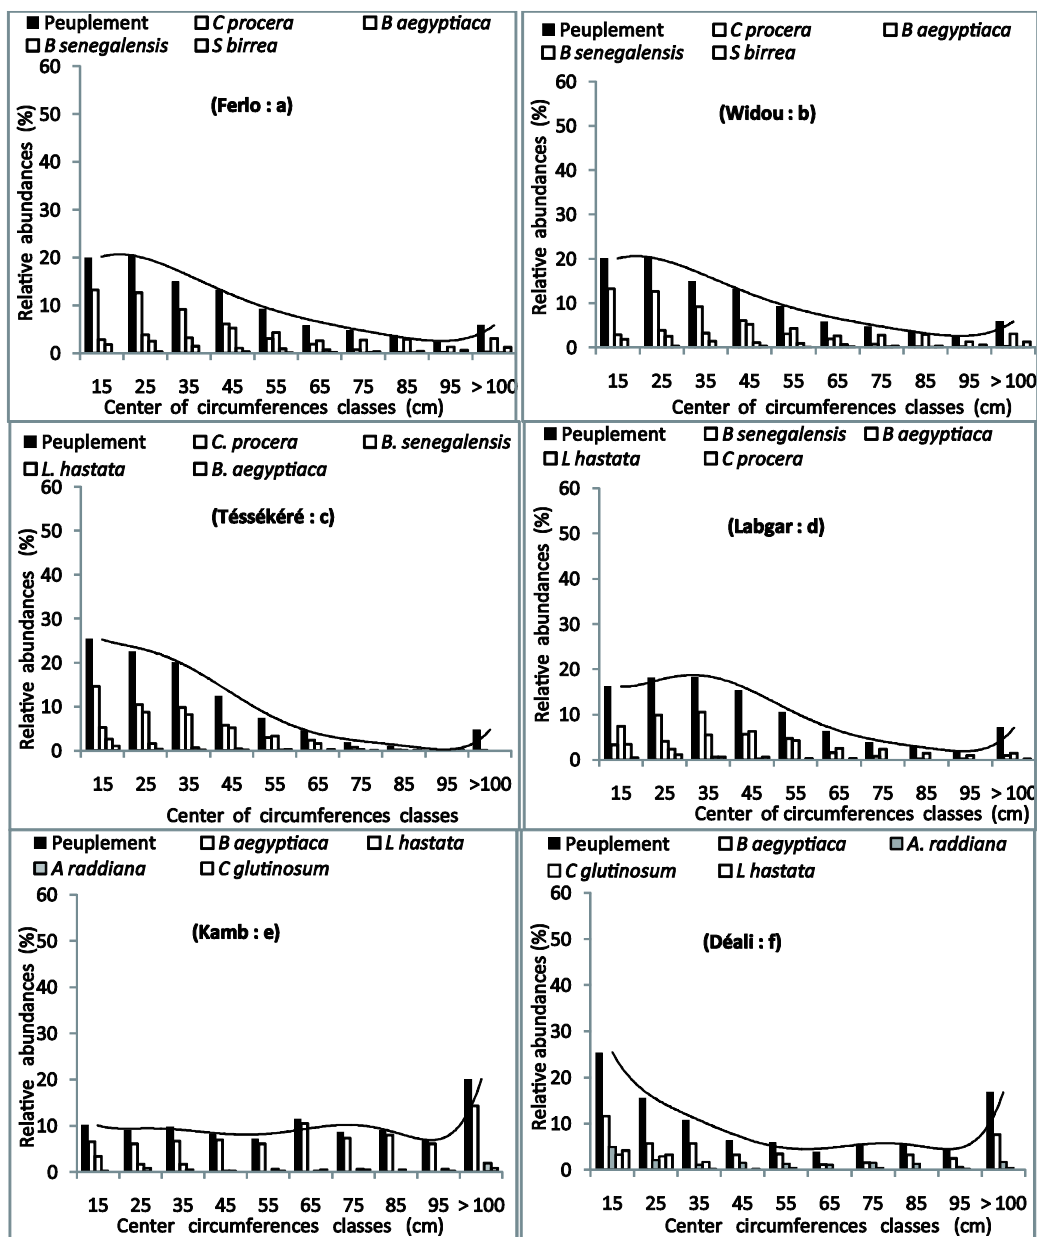 Peuplement C procera B aegyptiaca
B senegalensis S birrea
60
(Ferlo : a)
50
40
30
20
10
0
Relative abundances (%)
15 25 35 45 55 65 75 85 95 > 100
Center of circumferences classes (cm)
Peuplement C procera B aegyptiaca
B senegalensis S birrea
60
(Widou : b)
50
40
30
20
10
0
Relative abundances (%)
15 25 35 45 55 65 75 85 95 > 100
Center of circumferences classes (cm)
Peuplement C. procera B. senegalensis
L. hastata B. aegyptiaca
60
(Téssékéré : c)
50
40
30
20
10
0
Relative abundances (%)
15 25 35 45 55 65 75 85 95 >100
Center of circumferences classes
Peuplement B senegalensis B aegyptiaca
L hastata C procera
60
(Labgar : d)
50
40
30
20
10
0
Relative abundances (%)
15 25 35 45 55 65 75 85 95 > 100
Center of circumferences classes (cm)
Peuplement B aegyptiaca L hastata
A raddiana C glutinosum
60
(Kamb : e)
50
40
30
20
10
0
Relative abundances (%)
15 25 35 45 55 65 75 85 95 > 100
Center circumferences classes (cm)
Peuplement B aegyptiaca A. raddiana
C glutinosum L hastata
60
(Déali : f)
50
40
30
20
10
0
Relative abundances (%)
15 25 35 45 55 65 75 85 95 > 100
Center circumferences classes (cm)